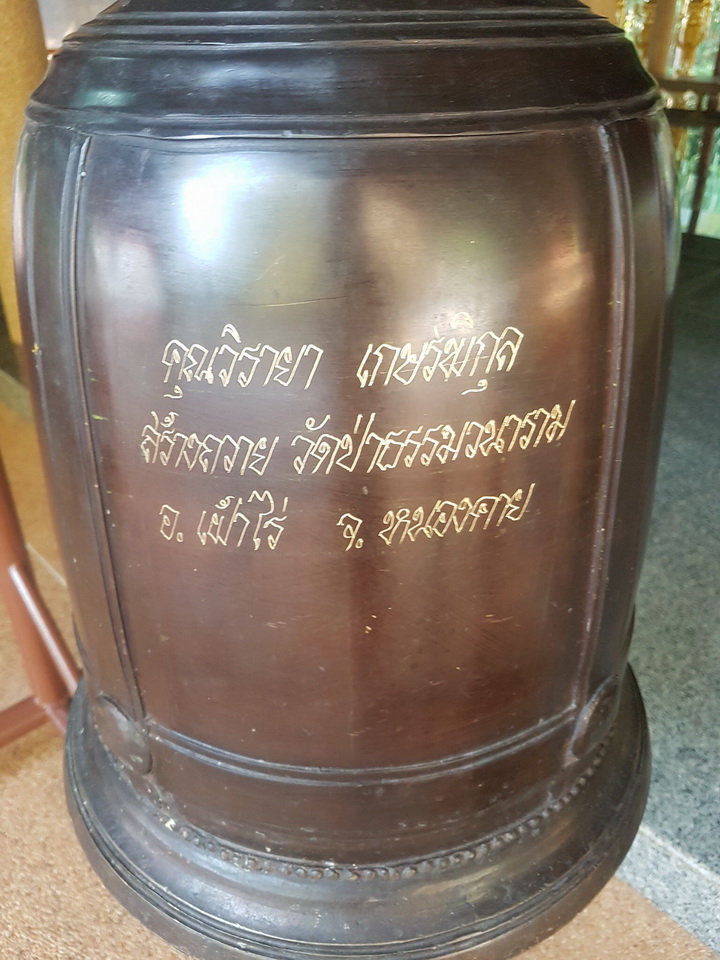 คุณวิรายา เกษร์พิกุล
สร้างถวาย วัดป่าธรรมวนาราม
อ. เฝ้าไร่ จ. หนองคาย